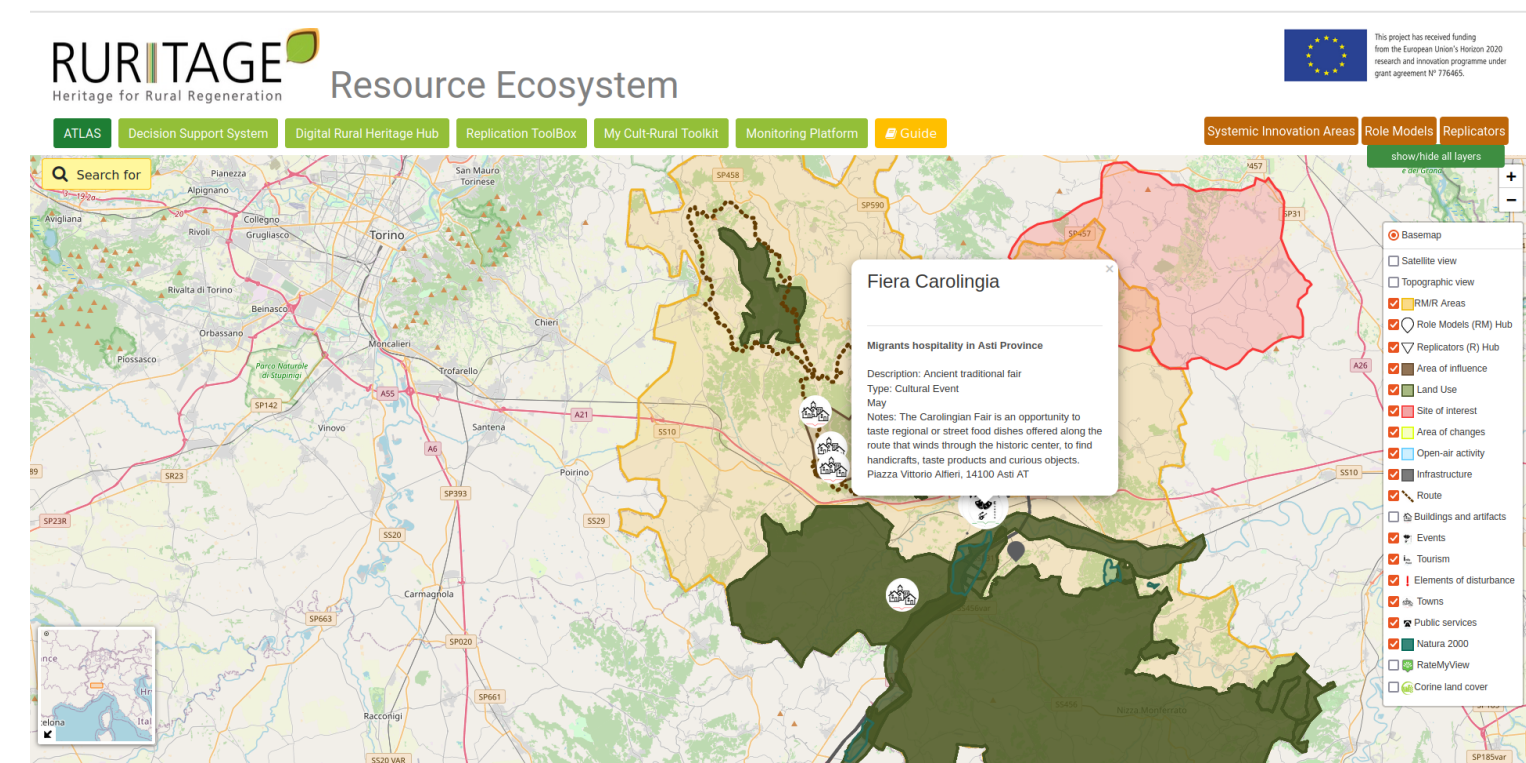 RURITAGE
Heritage for Rural Regeneration
Resource Ecosystem
This project has received funding
from the European Union's Horizon 2020
research and innovation programme under
grant agreement N° 776465.
ATLAS
Decision Support System
Digital Rural Heritage Hub
Replication ToolBox
My Cult-Rural Toolkit
Monitoring Platform
Guide
Systemic Innovation Areas
Role Models
Replicators
show/hide all layers
Search for
+
−
Basemap
Satellite view
Topographic view
RM/R Areas
Role Models (RM) Hub
Replicators (R) Hub
Area of influence
Land Use
Site of interest
Area of changes
Open-air activity
Infrastructure
Route
Buildings and artifacts
Events
Tourism
Elements of disturbance
Towns
Public services
Natura 2000
RateMyView
Corine land cover
Fiera Carolingia
×
Migrants hospitality in Asti Province
Description: Ancient traditional fair
Type: Cultural Event
May
Notes: The Carolingian Fair is an opportunity to
taste regional or street food dishes offered along the
route that winds through the historic center, to find
handicrafts, taste products and curious objects.
Piazza Vittorio Alfieri, 14100 Asti AT
Pianezza
San Mauro
Torinese
SP458
SP590
SP457
SP31
e del Grana
Alpignano
Avigliana
Collegno
Rivoli
Grugliasco
Torino
Rivalta di Torino
Beinasco
Orbassano
Moncalieri
Chieri
Piossasco
Parco Naturale
di Stupinigi
Trofarello
A26
SP142
A55
A21
Vinovo
Santena
SS10
A6
SR23
Poirino
SS10
SP393
SP23R
SS29
SS20
Carmagnola
SS456var
SP663
SP020
SP661
SS456
Nizza Monferrato
Racconigi
SS20 VAR
SP185var